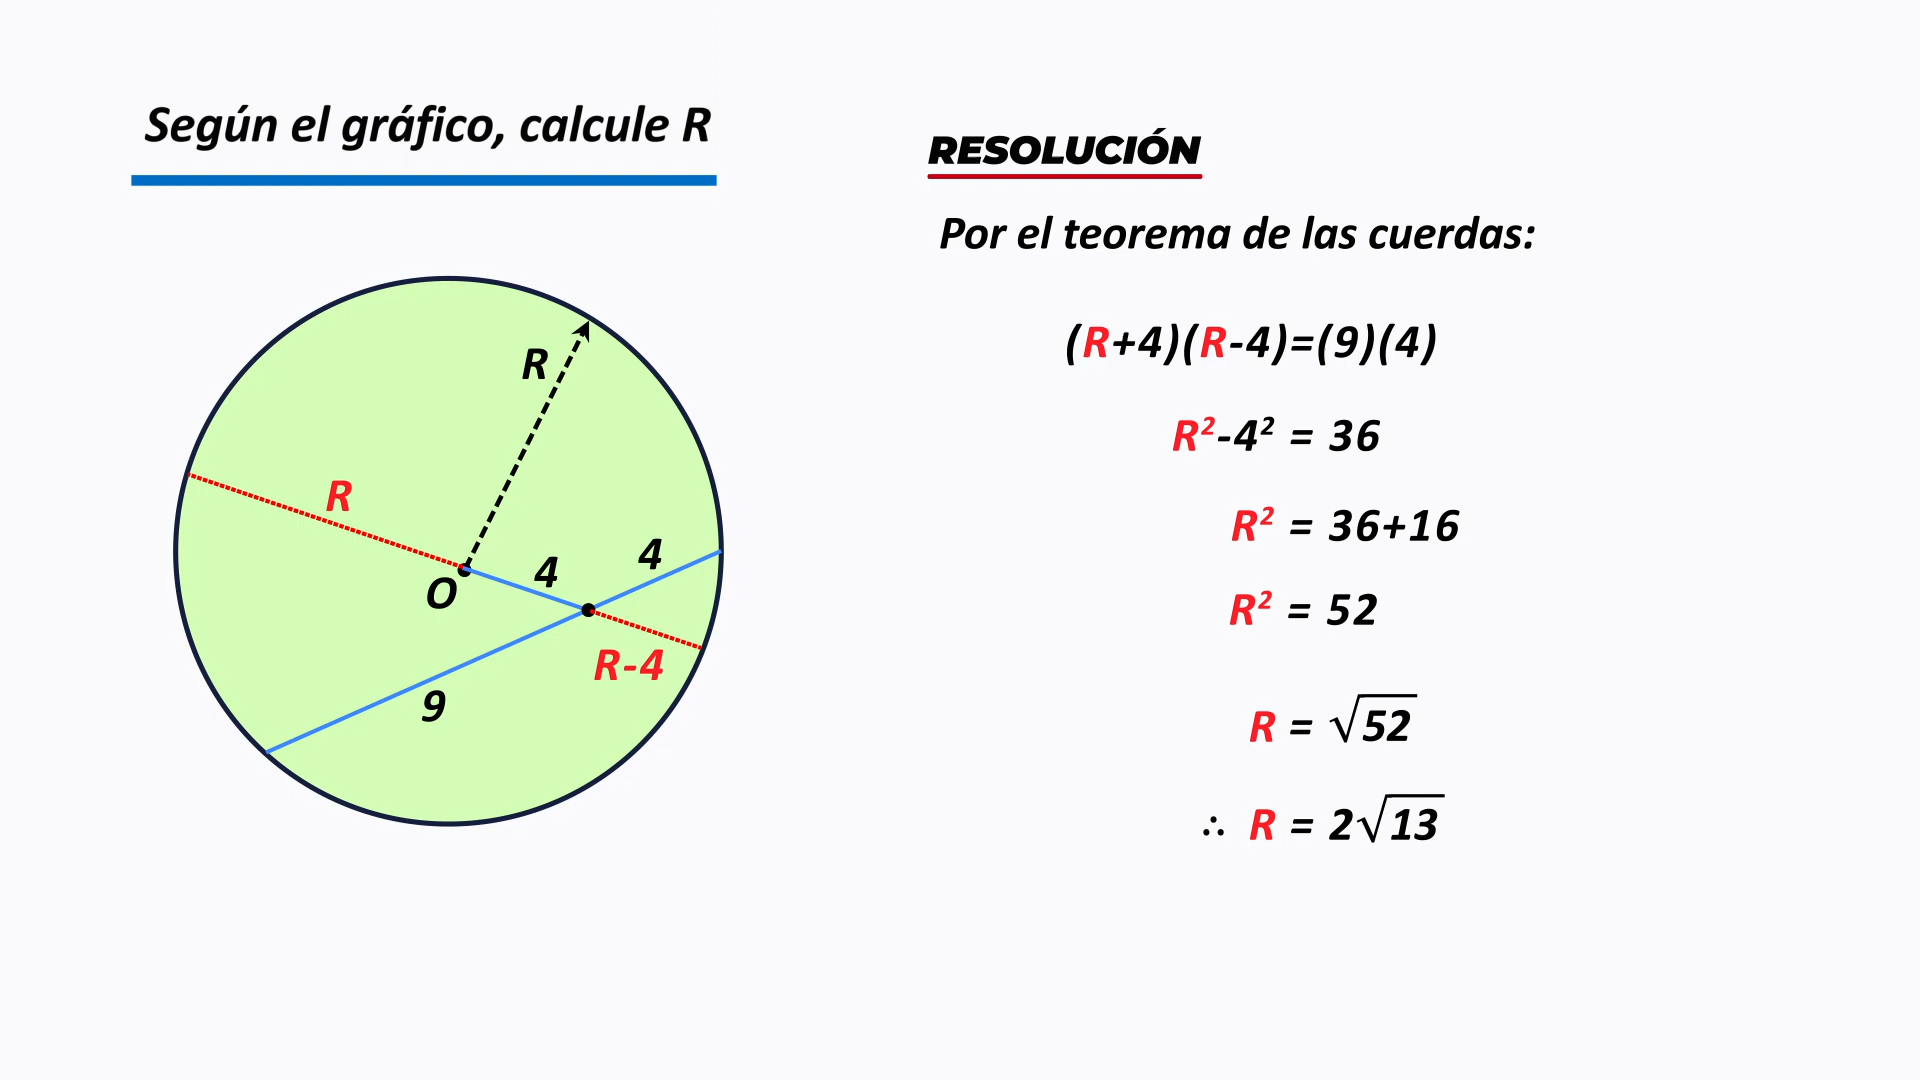 Según el gráfico, calcule R
R
R
O
4
4
R-4
9
RESOLUCIÓN
Por el teorema de las cuerdas:
(R+4)(R-4)=(9)(4)
R²-4² = 36
R² = 36+16
R² = 52
R = √52
∴ R = 2√13